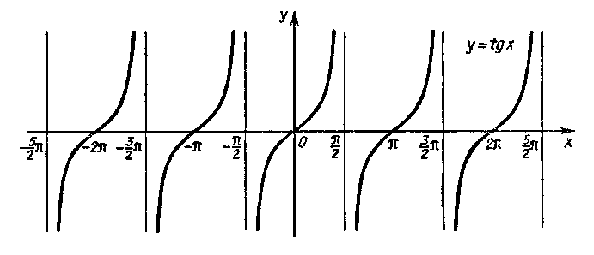 y
y = tg x
-5/2π -2π -3/2π -π -π/2 0 π/2 π 3/2π 2π 5/2π x